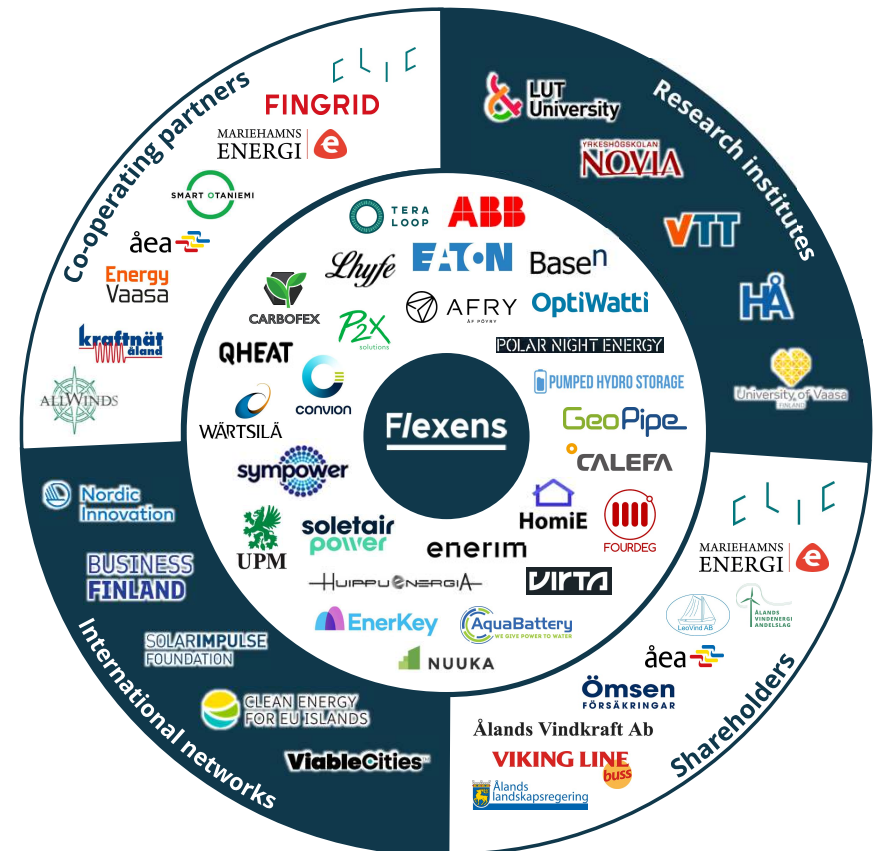 Co-operating partners
CLIC
FINGRID
MARIEHAMNS
ENERGI e
SMART OTANIEMI
åea
Energy
Vaasa
kraftnät
åland
ALLWINDS
Research institutes
LUT
University
YRKESHÖGSKOLAN
NOVIA
VTT
HÅ
University of Vaasa
FINLAND
TERA
LOOP
ABB
Lhyfe
EATON
Basen
CARBOFEX
P2X
solutions
AFRY
ÅF PÖYRY
OptiWatti
QHEAT
POLAR NIGHT ENERGY
CONVION
PUMPED HYDRO STORAGE
WÄRTSILÄ
Flexens
GeoPipe
sympower
CALEFA
UPM
soletair
power
HomiE
FOURDEG
enerim
HUIPPUENERGIA
VIRTA
EnerKey
AquaBattery
WE GIVE POWER TO WATER
NUUKA
International networks
Nordic
Innovation
BUSINESS
FINLAND
SOLARIMPULSE
FOUNDATION
CLEAN ENERGY
FOR EU ISLANDS
ViableCities™
Shareholders
CLIC
MARIEHAMNS
ENERGI e
LeoVind AB
ÅLANDS
VINDENERGI
ANDELSLAG
åea
Ömsen
FÖRSÄKRINGAR
Ålands Vindkraft Ab
VIKING LINE
buss
Ålands
landskapsregering